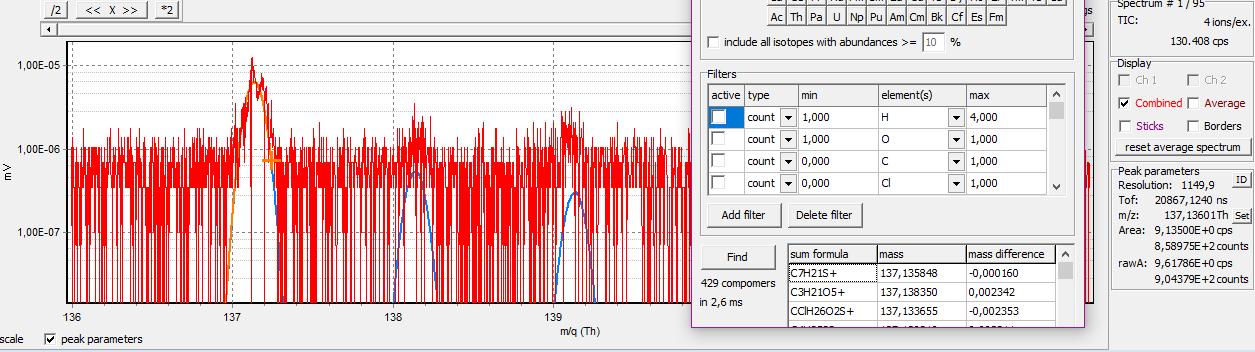 /2
<< X >>
*2
1,00E-05
1,00E-06
1,00E-07
mV
136
137
138
139
m/q (Th)
scale
peak parameters
Ac Th Pa U Np Pu Am Cm Bk Cf Es Fm
include all isotopes with abundances >= 10 %
Filters
active type min element(s) max
count 1,000 H 4,000
count 1,000 O 1,000
count 0,000 C 1,000
count 0,000 Cl 1,000
Add filter Delete filter
Find
429 compomers
in 2,6 ms
sum formula mass mass difference
C7H21S+ 137,135848 -0,000160
C3H21O5+ 137,138350 0,002342
CClH26O2S+ 137,133655 -0,002353
gs
Spectrum # 1 / 95
TIC: 4 ions/ex.
130.408 cps
Display
Ch 1 Ch 2
Combined Average
Sticks Borders
reset average spectrum
Peak parameters
Resolution: 1149,9 ID
Tof: 20867,1240 ns
m/z: 137,13601 Th Set
Area: 9,13500E+0 cps
8,58975E+2 counts
rawA: 9,61786E+0 cps
9,04379E+2 counts